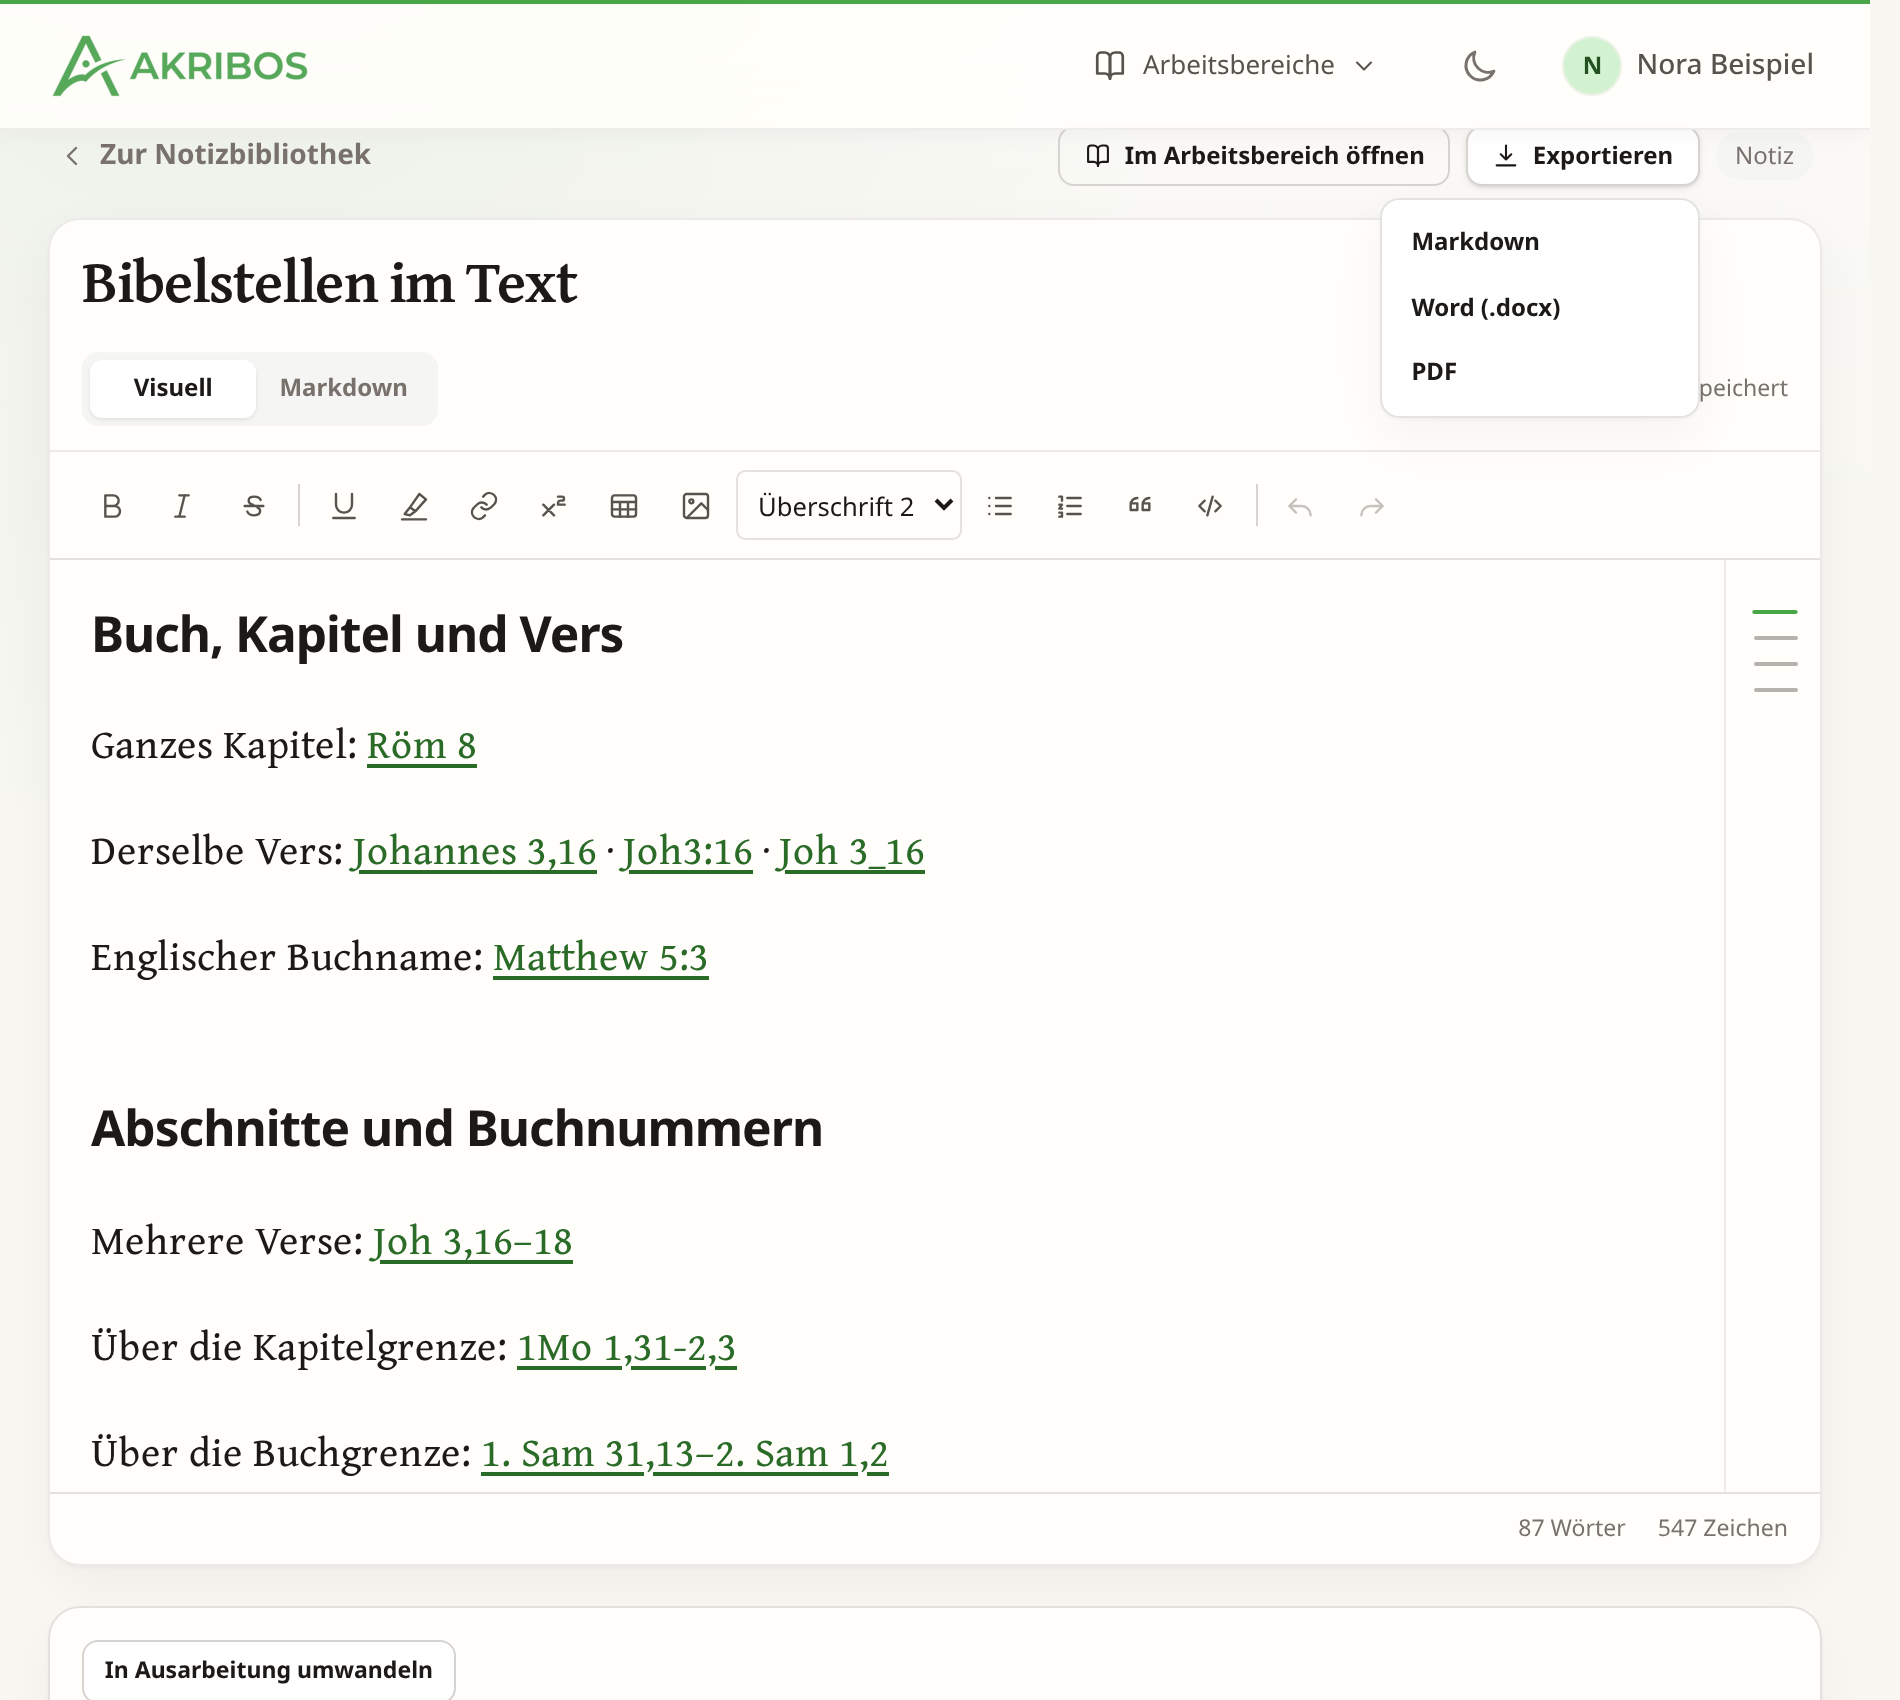 AKRIBOS
Arbeitsbereiche
N
Nora Beispiel
Zur Notizbibliothek
Im Arbeitsbereich öffnen
Exportieren
Notiz
Markdown
Word (.docx)
PDF
Bibelstellen im Text
Visuell
Markdown
peichert
Überschrift 2
Buch, Kapitel und Vers
Ganzes Kapitel: Röm 8
Derselbe Vers: Johannes 3,16 · Joh3:16 · Joh 3_16
Englischer Buchname: Matthew 5:3
Abschnitte und Buchnummern
Mehrere Verse: Joh 3,16–18
Über die Kapitelgrenze: 1Mo 1,31-2,3
Über die Buchgrenze: 1. Sam 31,13–2. Sam 1,2
87 Wörter
547 Zeichen
In Ausarbeitung umwandeln